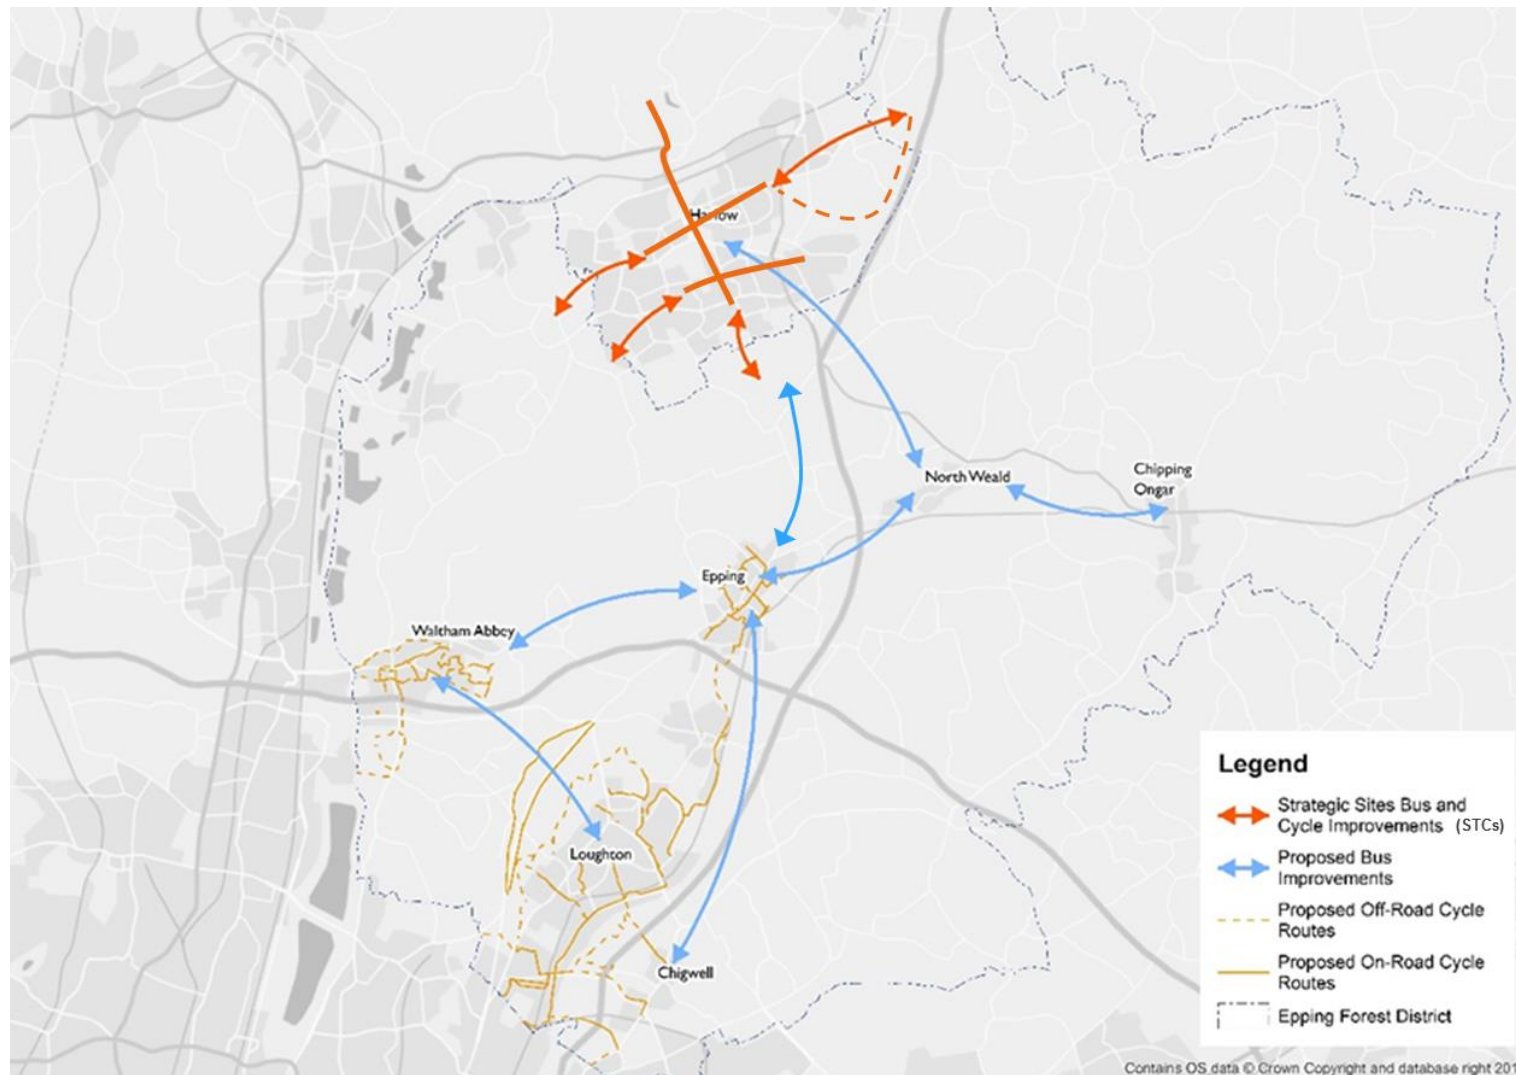 Harlow
North Weald
Chipping
Ongar
Epping
Waltham Abbey
Loughton
Chigwell
Legend
Strategic Sites Bus and
Cycle Improvements (STCs)
Proposed Bus
Improvements
Proposed Off-Road Cycle
Routes
Proposed On-Road Cycle
Routes
Epping Forest District
Contains OS data © Crown Copyright and database right 201